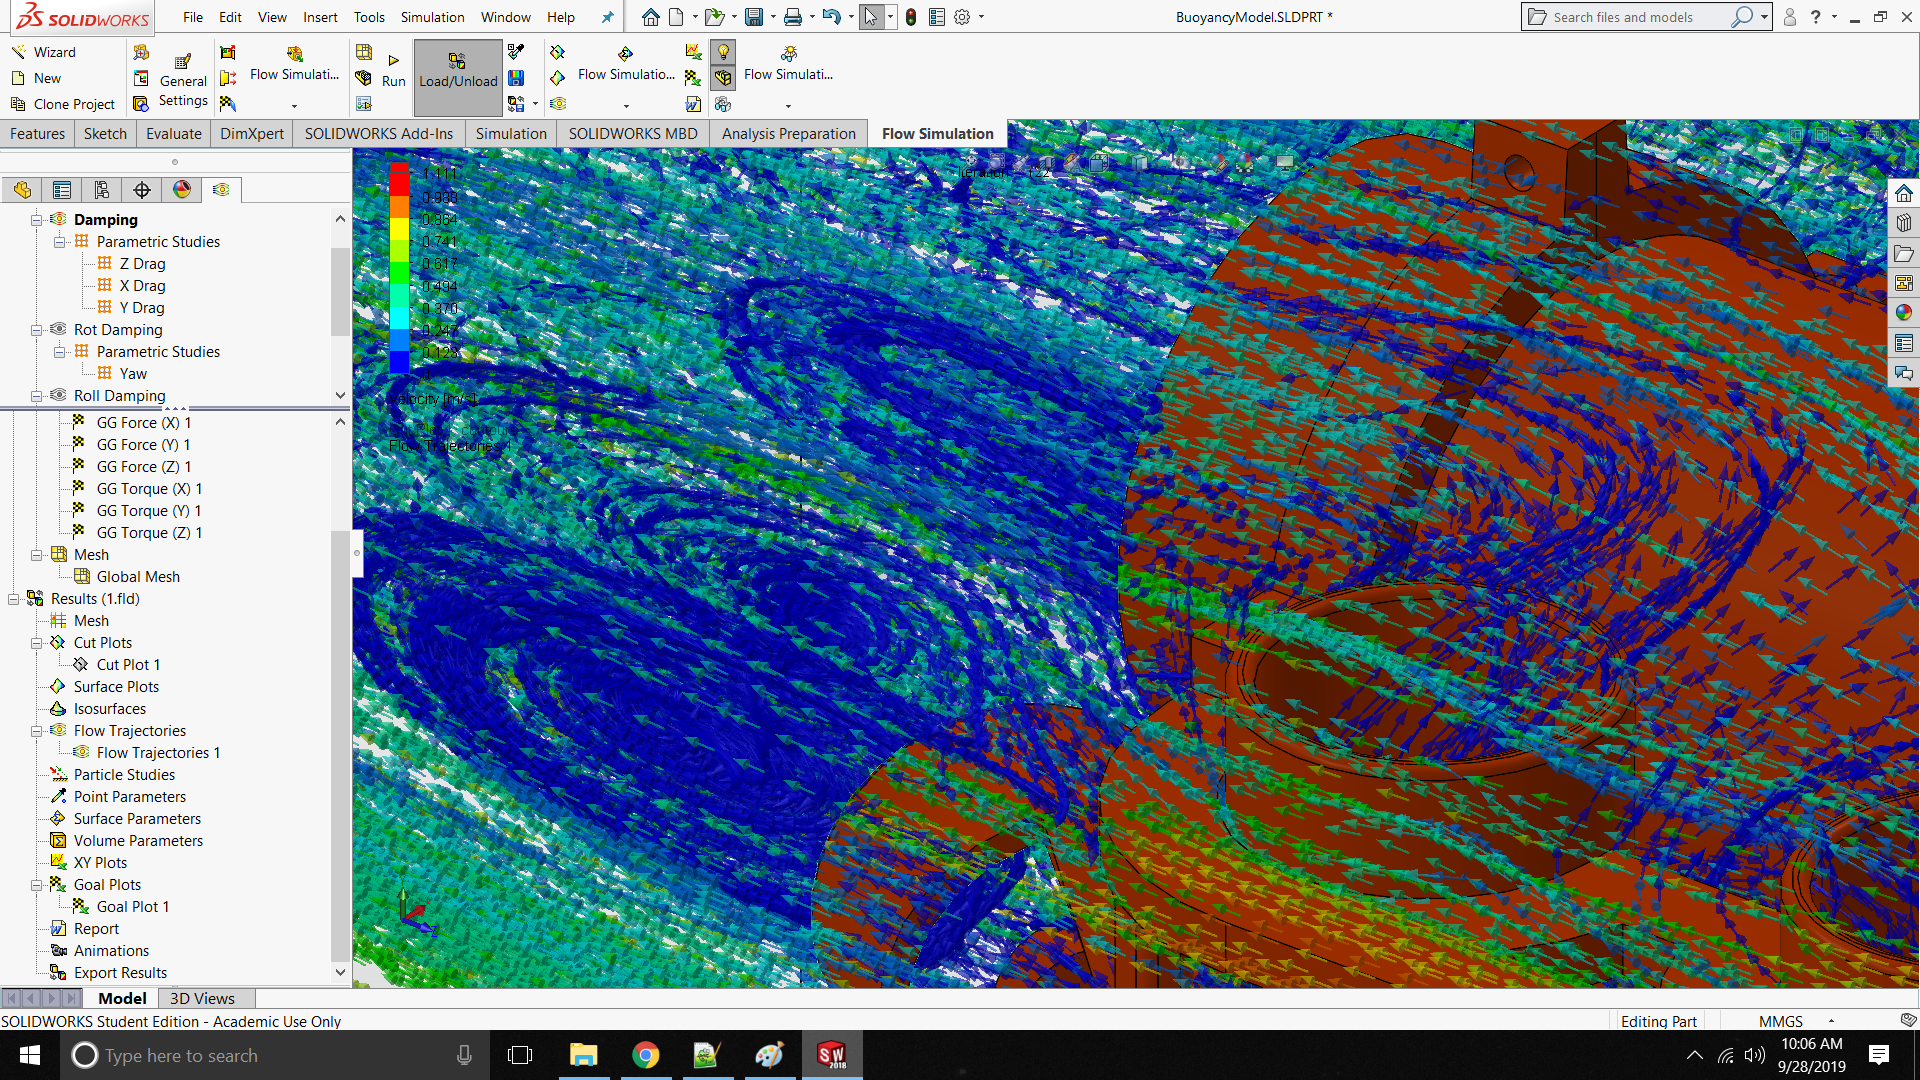 SOLIDWORKS
File Edit View Insert Tools Simulation Window Help
BuoyancyModel.SLDPRT *
Search files and models
Wizard
New
Clone Project
General Settings
Flow Simulati...
Run
Load/Unload
Flow Simulatio...
Flow Simulati...
Features Sketch Evaluate DimXpert SOLIDWORKS Add-Ins Simulation SOLIDWORKS MBD Analysis Preparation Flow Simulation
Damping
Parametric Studies
Z Drag
X Drag
Y Drag
Rot Damping
Parametric Studies
Yaw
Roll Damping
GG Force (X) 1
GG Force (Y) 1
GG Force (Z) 1
GG Torque (X) 1
GG Torque (Y) 1
GG Torque (Z) 1
Mesh
Global Mesh
Results (1.fld)
Mesh
Cut Plots
Cut Plot 1
Surface Plots
Isosurfaces
Flow Trajectories
Flow Trajectories 1
Particle Studies
Point Parameters
Surface Parameters
Volume Parameters
XY Plots
Goal Plots
Goal Plot 1
Report
Animations
Export Results
1.111
0.988
0.864
0.741
0.617
0.494
0.370
0.247
0.123
Velocity [m/s]
Flow Trajectories 1
Model 3D Views
SOLIDWORKS Student Edition - Academic Use Only
Editing Part
MMGS
Type here to search
SW
2018
10:06 AM
9/28/2019